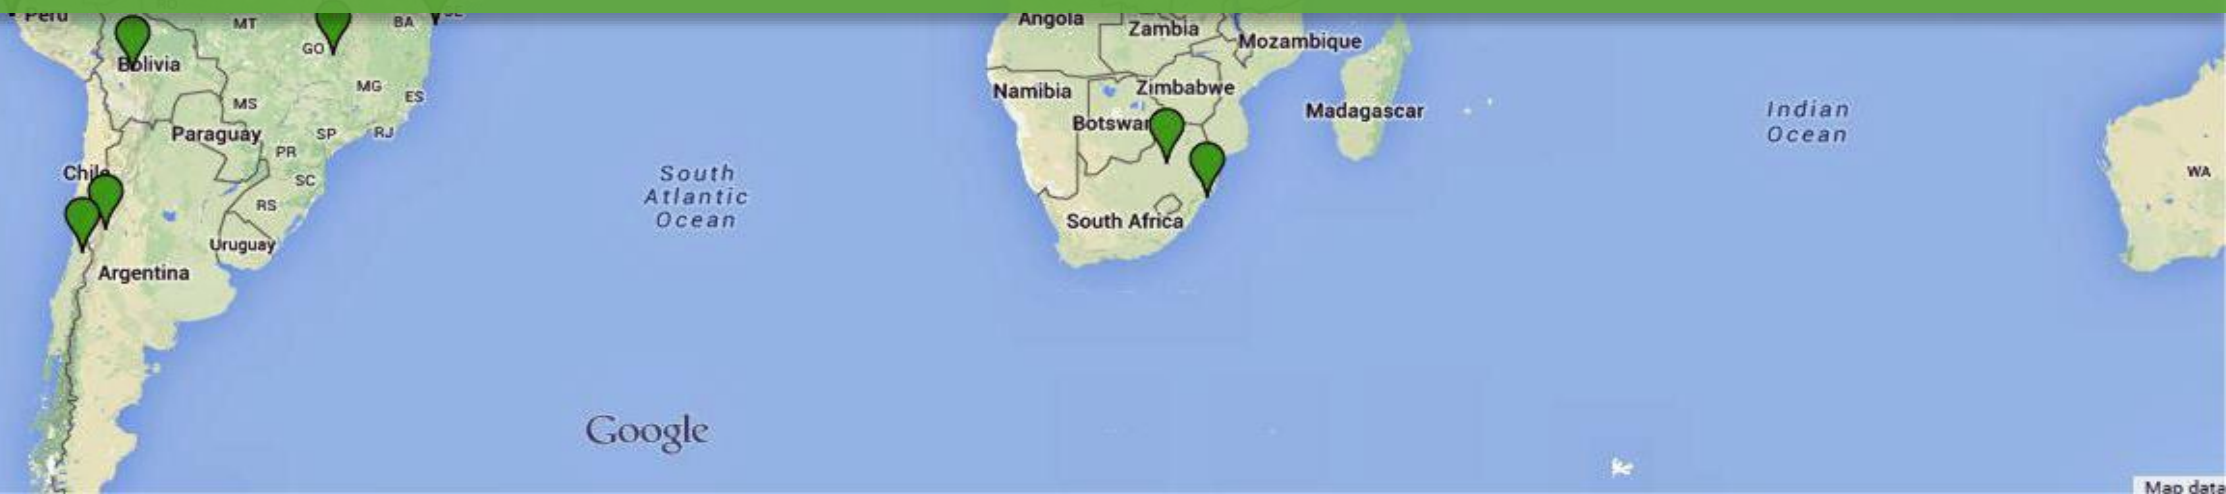 Peru
MT
BA
GO
Bolivia
MG
ES
MS
Paraguay
SP
RJ
PR
Chile
SC
RS
Uruguay
Argentina
South
Atlantic
Ocean
Google
Angola
Zambia
Mozambique
Namibia
Zimbabwe
Madagascar
Botswan
South Africa
Indian
Ocean
WA
Map data